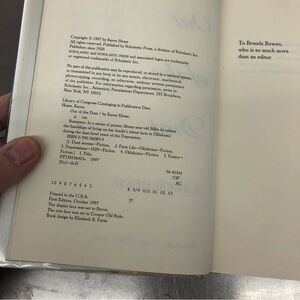 Copyright © 1997 by Karen Hesse
All rights reserved. Published by Scholastic Press, a division of Scholastic Inc.
Publishers since 1920.
SCHOLASTIC and SCHOLASTIC PRESS and associated logos are trademarks and/or
registered trademarks of Scholastic Inc.
No part of this publication may be reproduced, or stored in a retrieval system,
or transmitted in any form or by any means, electronic, mechanical,
photocopying, recording, or otherwise, without written permission
of the publisher. For information regarding permission, write to
Scholastic Inc., Attention: Permissions Department, 555 Broadway,
New York, NY 10012.
Library of Congress Cataloging-in-Publication Data
Hesse, Karen.
Out of the Dust / by Karen Hesse.
p. cm.
Summary: In a series of poems, fifteen-year-old Billie Jo relates
the hardships of living on her family's wheat farm in Oklahoma
during the dust bowl years of the Depression.
ISBN 0-590-36080-9
1. Dust storms—Fiction. 2. Farm Life—Oklahoma—Fiction.
3. Depressions—1929—Fiction. 4. Oklahoma—Fiction. 5. Poetry—
Fiction.] I. Title.
PZ7.H4364Ou 1997
[Fic]—dc21
96-40344
CIP
AC
10 9 8 7 6 5 4 3
8 9/9 0/0 01 02 03
Printed in the U.S.A.
37
First Edition, October 1997
The display face was set in Bacon.
The text face was set in Cooper Old Style.
Book design by Elizabeth B. Parisi
To Brenda Bowen,
who is so much more
than an editor